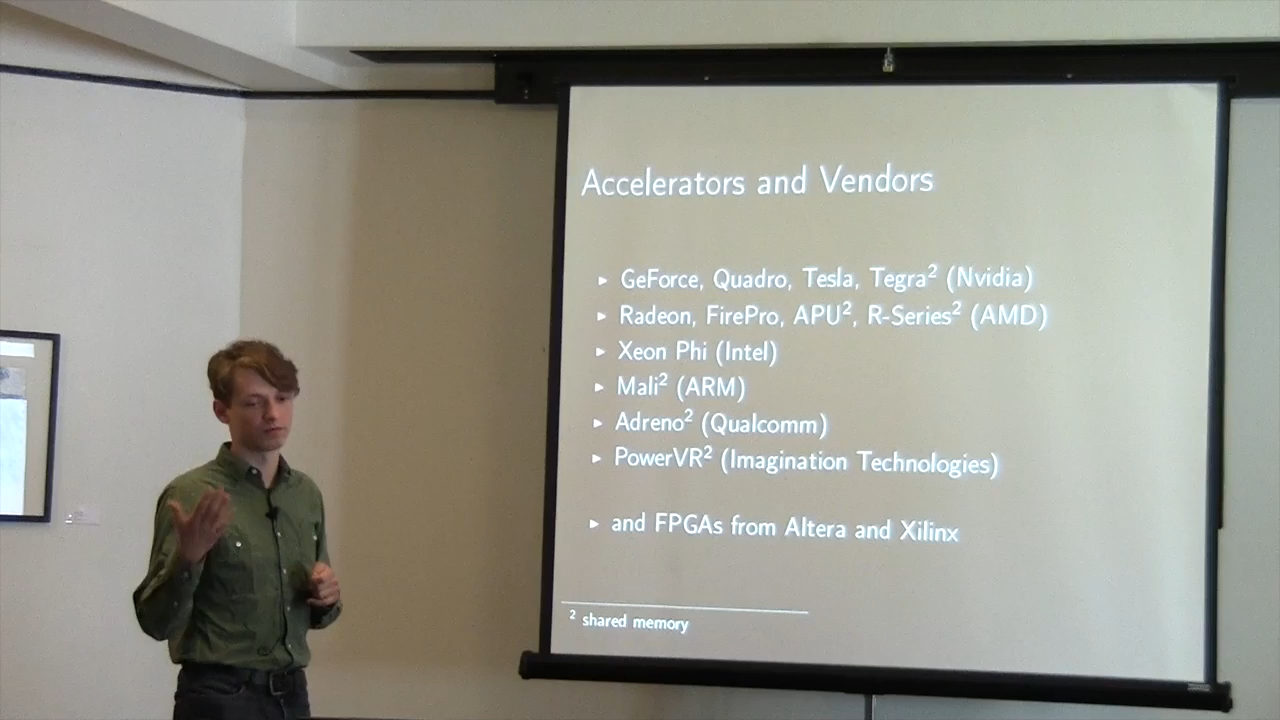 Accelerators and Vendors
▸ GeForce, Quadro, Tesla, Tegra² (Nvidia)
▸ Radeon, FirePro, APU², R-Series² (AMD)
▸ Xeon Phi (Intel)
▸ Mali² (ARM)
▸ Adreno² (Qualcomm)
▸ PowerVR² (Imagination Technologies)
▸ and FPGAs from Altera and Xilinx
² shared memory